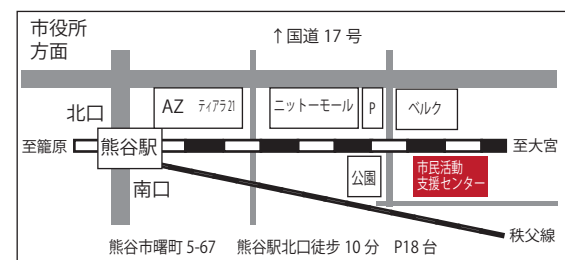 市役所
方面
↑国道 17 号
北口
AZ ティアラ21
ニットーモール
P
ベルク
至籠原
熊谷駅
至大宮
南口
公園
市民活動
支援センター
秩父線
熊谷市曙町 5-67 熊谷駅北口徒歩 10 分 P18 台